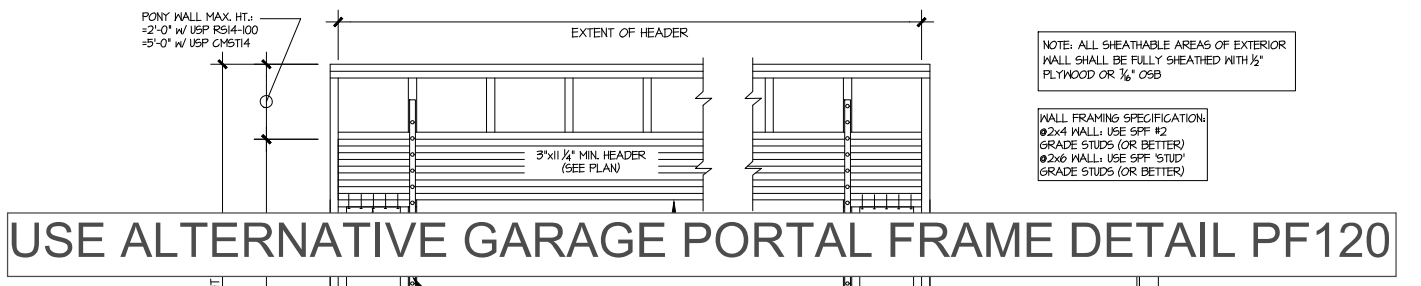 PONY WALL MAX. HT.:
=2'-0" W/ USP RS14-100
=5'-0" W/ USP CMST14
EXTENT OF HEADER
NOTE: ALL SHEATHABLE AREAS OF EXTERIOR
WALL SHALL BE FULLY SHEATHED WITH ½"
PLYWOOD OR 7/16" OSB
WALL FRAMING SPECIFICATION:
@2x4 WALL: USE SPF #2
GRADE STUDS (OR BETTER)
@2x6 WALL: USE SPF 'STUD'
GRADE STUDS (OR BETTER)
3"x11 ¼" MIN. HEADER
(SEE PLAN)
USE ALTERNATIVE GARAGE PORTAL FRAME DETAIL PF120